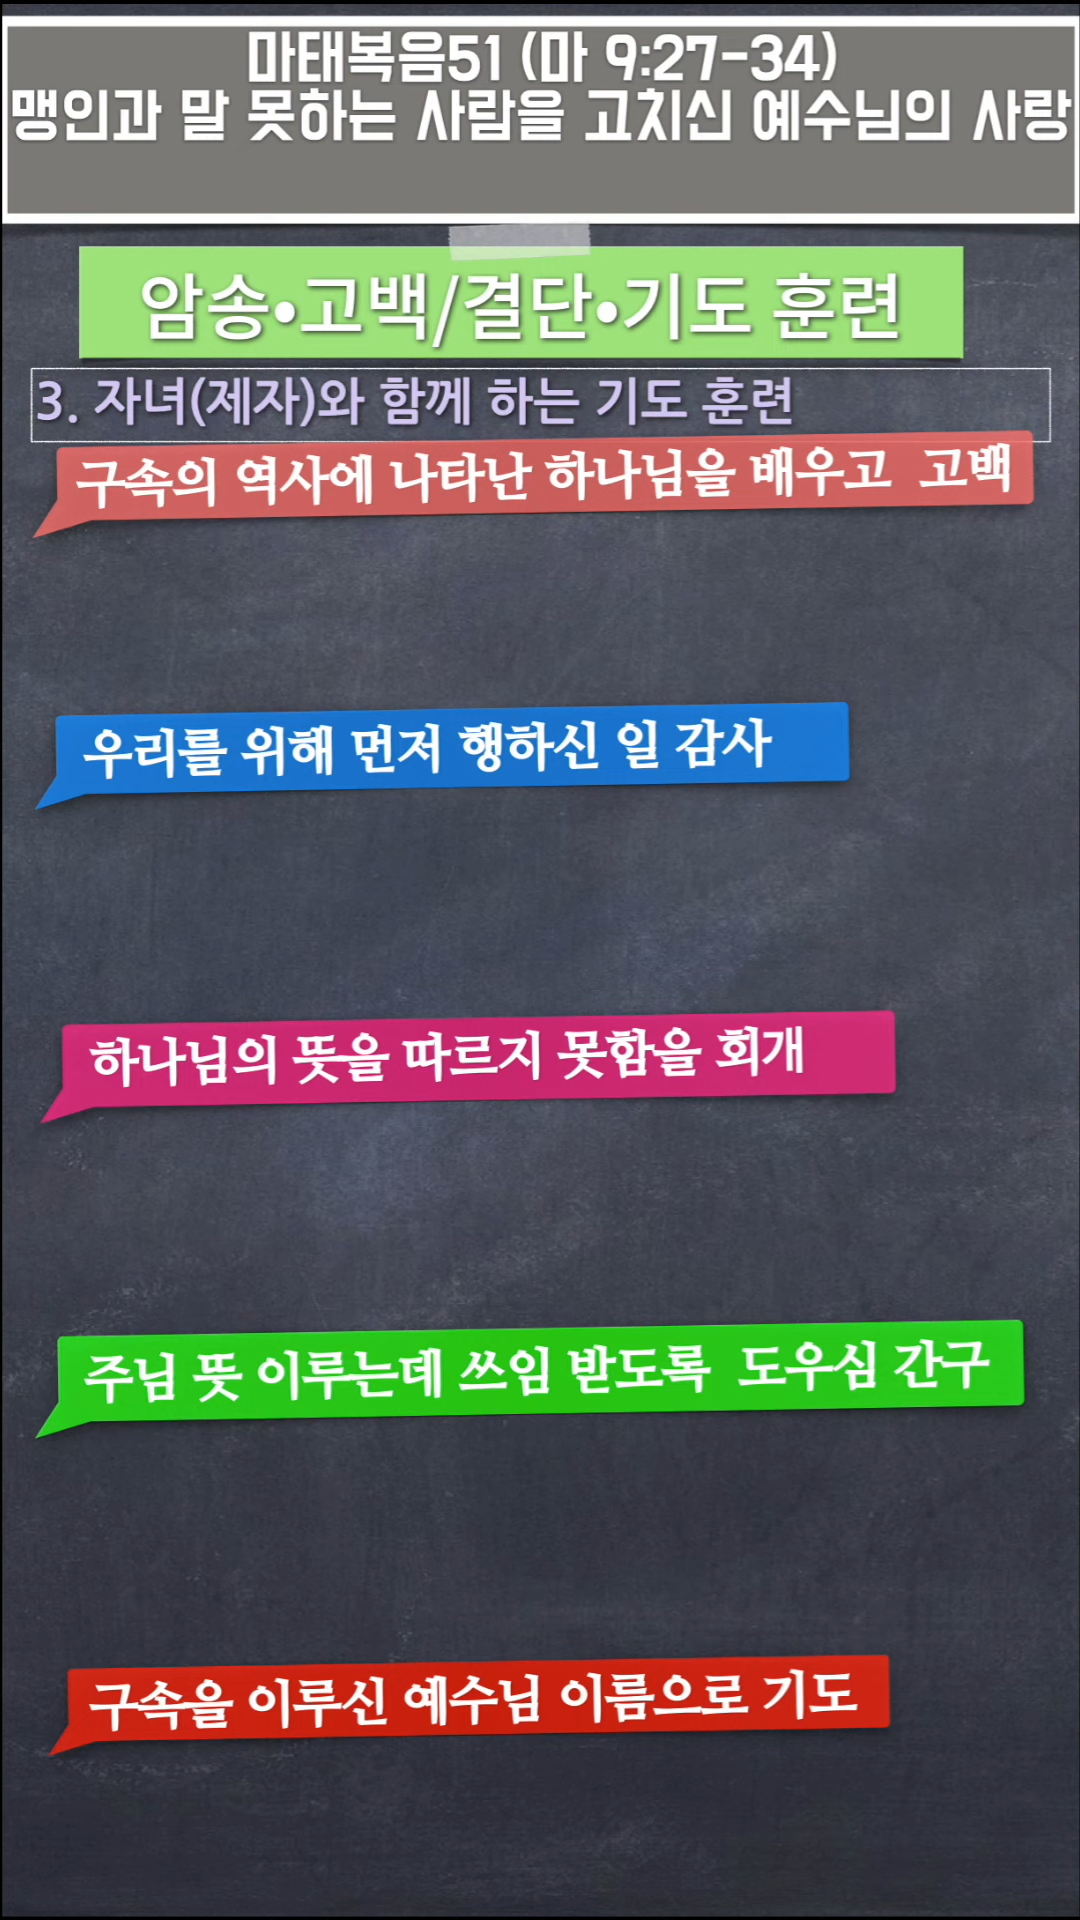 마태복음51 (마 9:27-34)
맹인과 말 못하는 사람을 고치신 예수님의 사랑
암송•고백/결단•기도 훈련
3. 자녀(제자)와 함께 하는 기도 훈련
구속의 역사에 나타난 하나님을 배우고 고백
우리를 위해 먼저 행하신 일 감사
하나님의 뜻을 따르지 못함을 회개
주님 뜻 이루는데 쓰임 받도록 도우심 간구
구속을 이루신 예수님 이름으로 기도